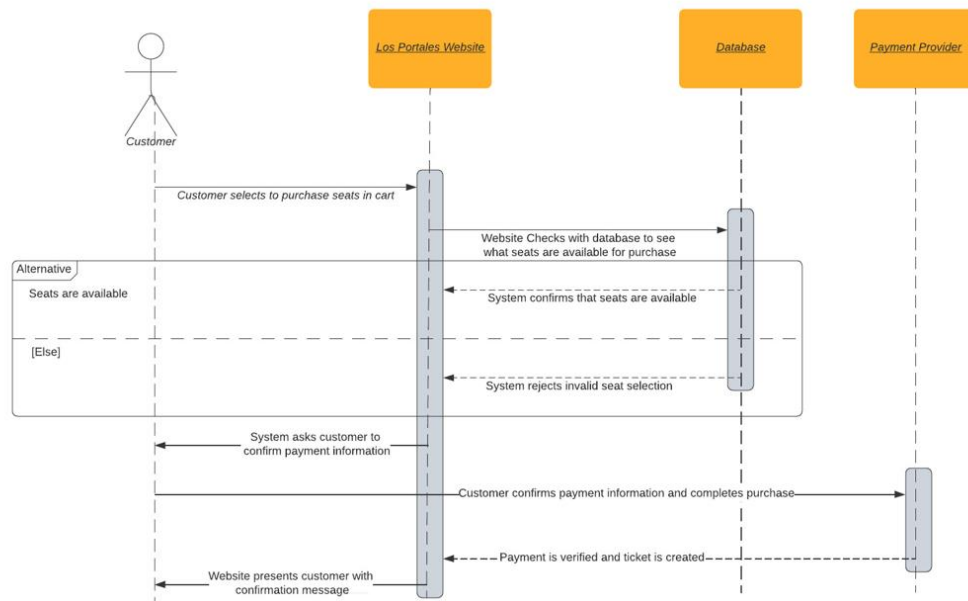 Los Portales Website
Database
Payment Provider
Customer
Customer selects to purchase seats in cart
Website Checks with database to see
what seats are available for purchase
Alternative
Seats are available
System confirms that seats are available
[Else]
System rejects invalid seat selection
System asks customer to
confirm payment information
Customer confirms payment information and completes purchase
Payment is verified and ticket is created
Website presents customer with
confirmation message